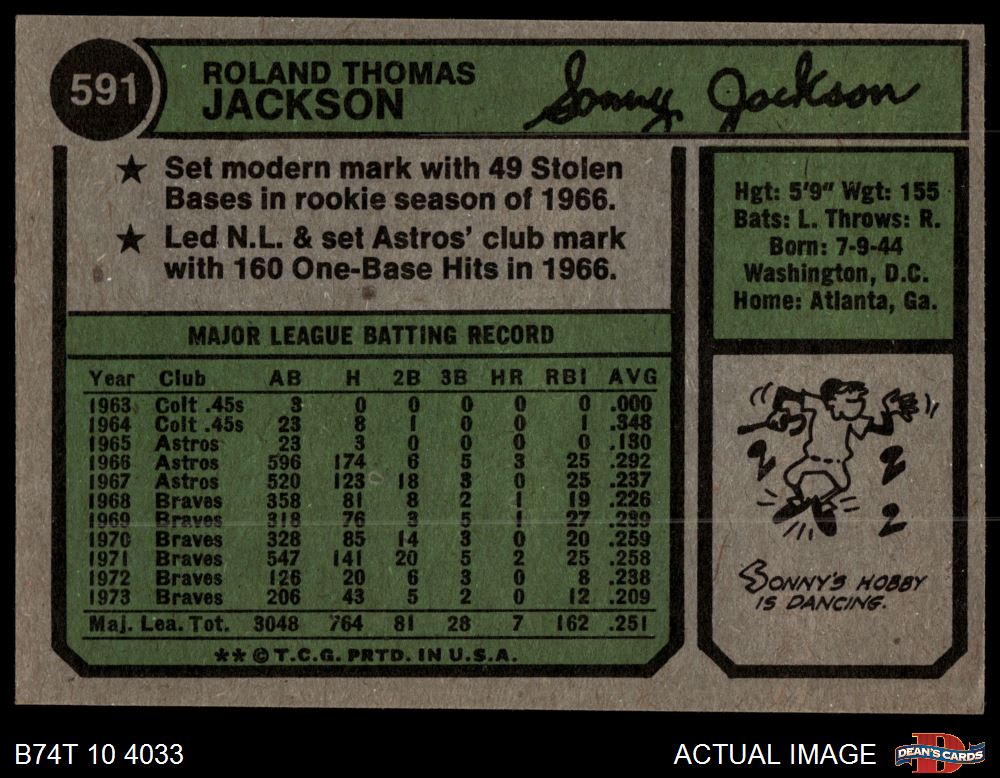 591
ROLAND THOMAS
JACKSON
Sonny Jackson
★ Set modern mark with 49 Stolen
Bases in rookie season of 1966.
★ Led N.L. & set Astros' club mark
with 160 One-Base Hits in 1966.
Hgt: 5'9" Wgt: 155
Bats: L. Throws: R.
Born: 7-9-44
Washington, D.C.
Home: Atlanta, Ga.
MAJOR LEAGUE BATTING RECORD
Year Club AB H 2B 3B HR RBI AVG
1963 Colt .45s 3 0 0 0 0 0 .000
1964 Colt .45s 23 8 1 0 0 1 .348
1965 Astros 23 3 0 0 0 0 .130
1966 Astros 596 174 6 5 3 25 .292
1967 Astros 520 123 18 3 0 25 .237
1968 Braves 358 81 8 2 1 19 .226
1969 Braves 318 76 3 5 1 27 .239
1970 Braves 328 85 14 3 0 20 .259
1971 Braves 547 141 20 5 2 25 .258
1972 Braves 126 20 6 3 0 8 .238
1973 Braves 206 43 5 2 0 12 .209
Maj. Lea. Tot. 3048 764 81 28 7 162 .251
** © T.C.G. PRTD. IN U.S.A.
SONNY'S HOBBY
IS DANCING.
B74T 10 4033
ACTUAL IMAGE
DEAN'S CARDS